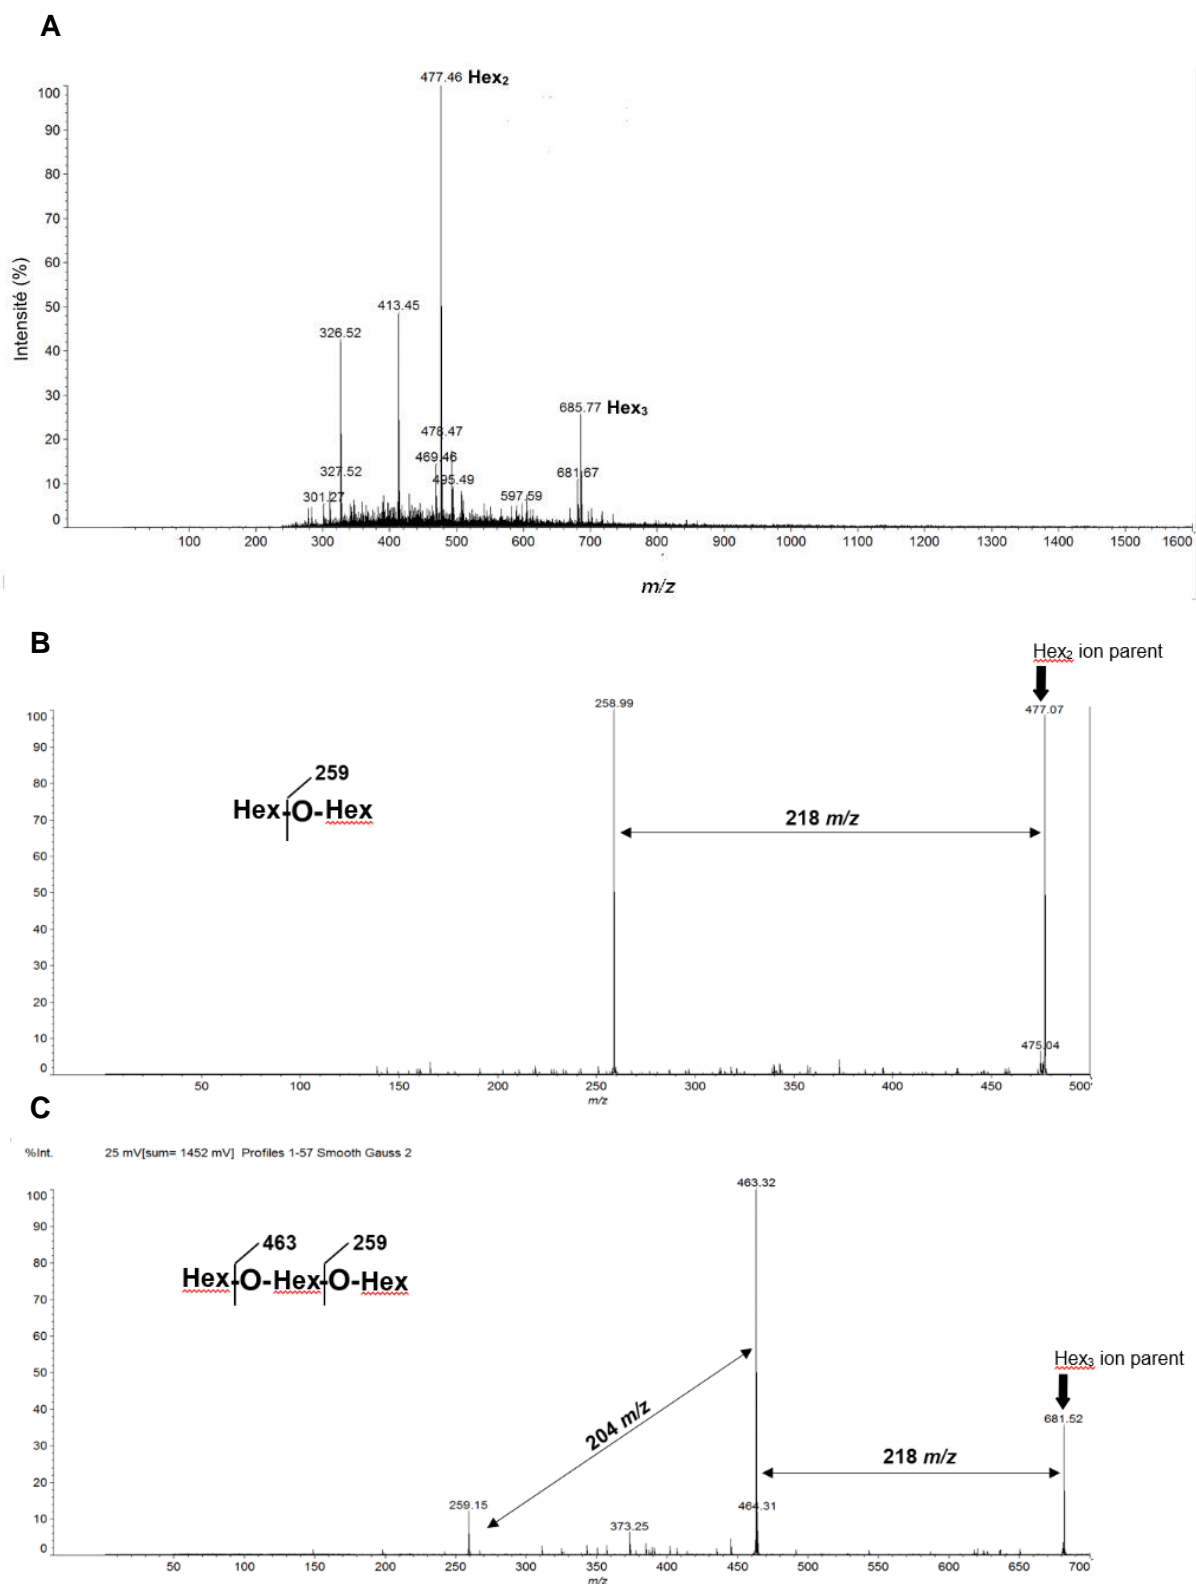 A
477.46 Hex₂
100
90
80
70
60
50
40
30
20
10
0
Intensité (%)
413.45
326.52
685.77 Hex₃
478.47
469.46
495.49
327.52
301.27
597.59
681.67
100 200 300 400 500 600 700 800 900 1000 1100 1200 1300 1400 1500 1600
m/z
B
Hex₂ ion parent
258.99
477.07
100
90
80
70
60
50
40
30
20
10
0
259
Hex-O-Hex
218 m/z
475.04
50 100 150 200 250 300 350 400 450 500
m/z
C
%Int.
25 mV[sum= 1452 mV] Profiles 1-57 Smooth Gauss 2
463.32
100
90
80
70
60
50
40
30
20
10
0
463 259
Hex-O-Hex-O-Hex
Hex₃ ion parent
681.52
204 m/z
218 m/z
259.15
464.31
373.25
50 100 150 200 250 300 350 400 450 500 550 600 650 700
m/z